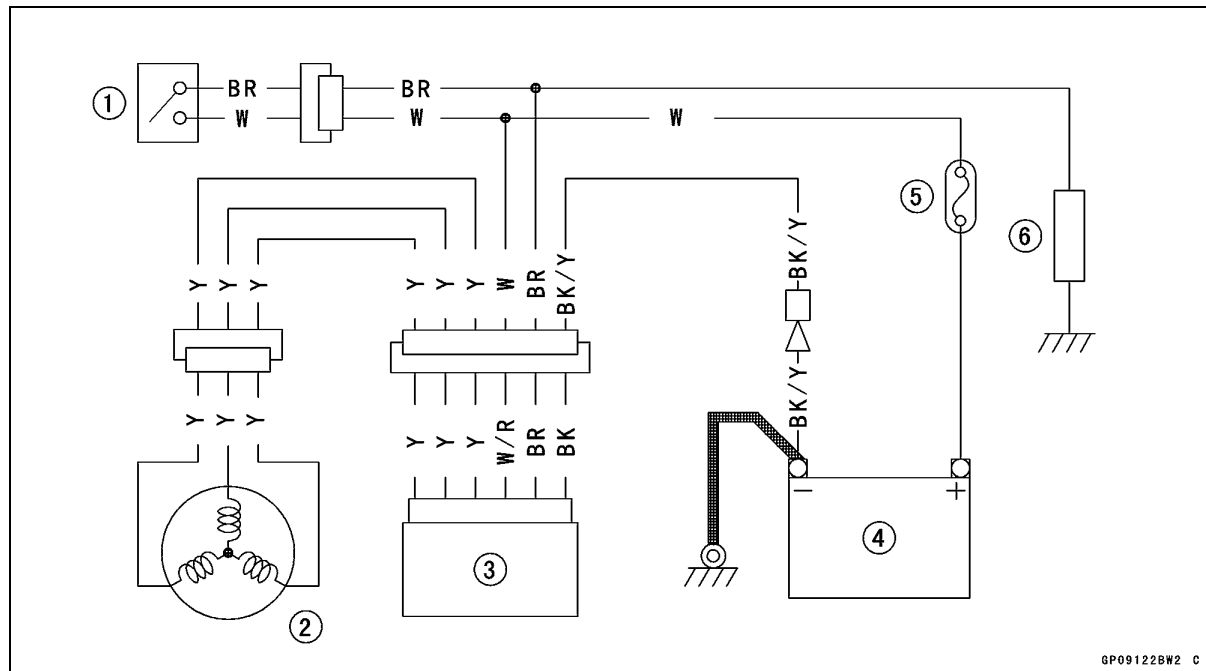 1 BR BR
W W W
5
6
Y Y Y Y Y Y W BR BK/Y BK/Y
BK/Y
Y Y Y Y Y Y W/R BR BK
− +
4
3
2
GP09122BW2 C